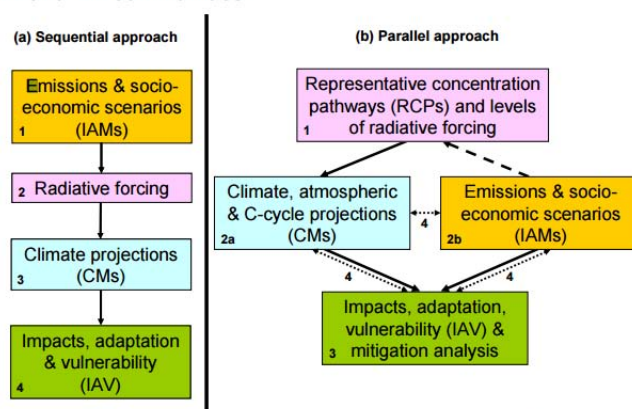 (a) Sequential approach
Emissions & socio-
economic scenarios
(IAMs)
1
2 Radiative forcing
Climate projections
(CMs)
3
Impacts, adaptation
& vulnerability
(IAV)
4
(b) Parallel approach
Representative concentration
pathways (RCPs) and levels
of radiative forcing
1
Climate, atmospheric
& C-cycle projections
(CMs)
2a
4
Emissions & socio-
economic scenarios
(IAMs)
2b
4
4
Impacts, adaptation,
vulnerability (IAV) &
mitigation analysis
3